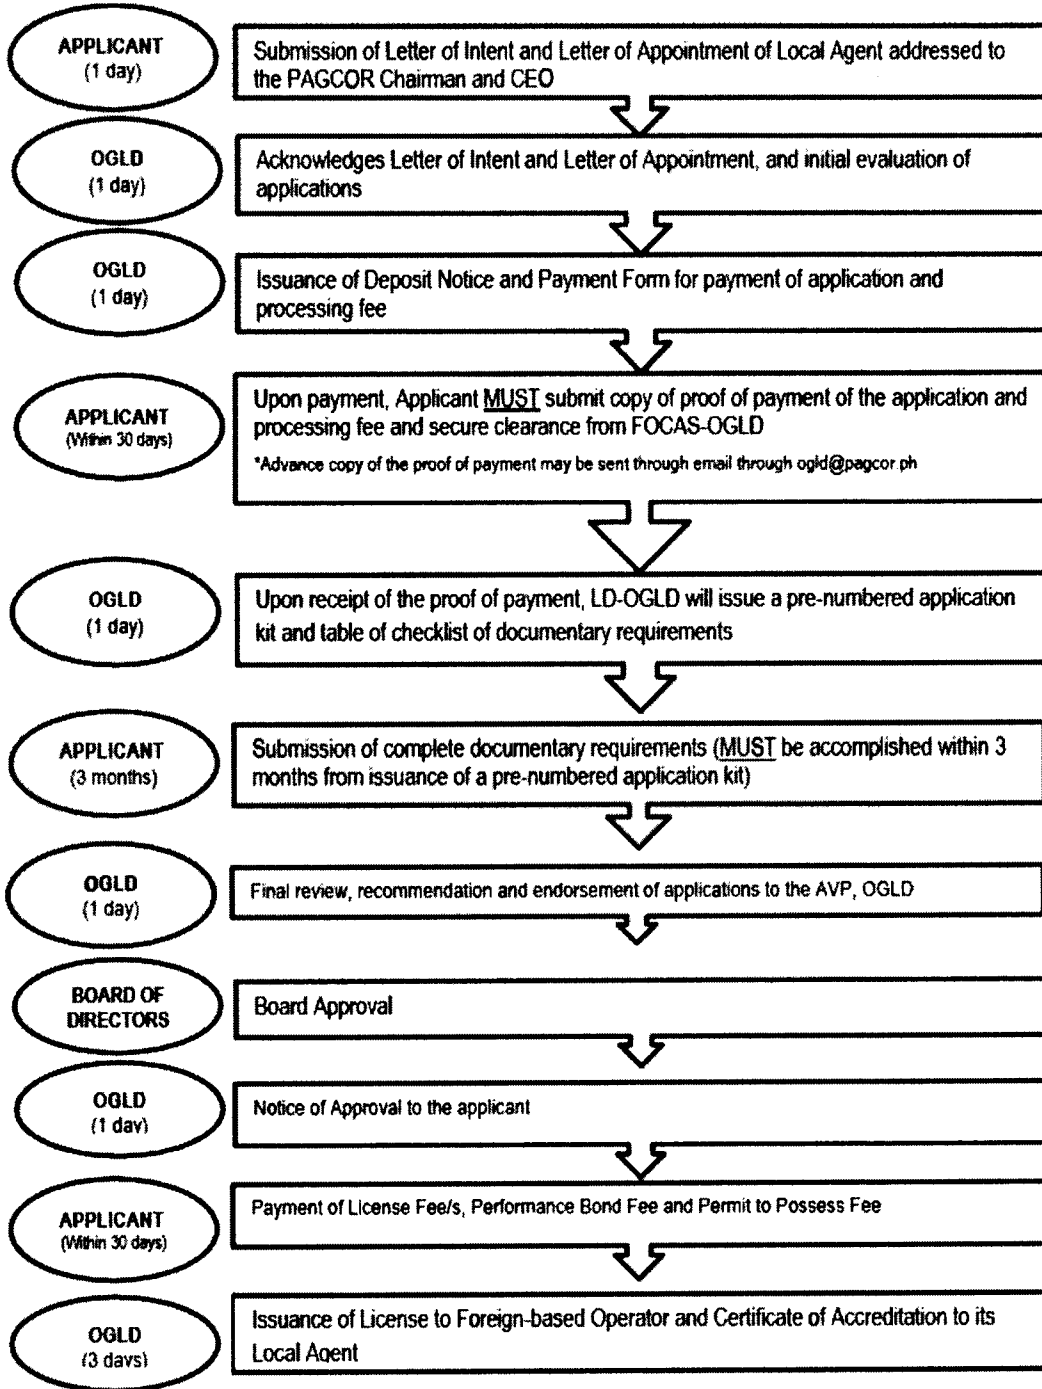 APPLICANT
(1 day)
Submission of Letter of Intent and Letter of Appointment of Local Agent addressed to
the PAGCOR Chairman and CEO
OGLD
(1 day)
Acknowledges Letter of Intent and Letter of Appointment, and initial evaluation of
applications
OGLD
(1 day)
Issuance of Deposit Notice and Payment Form for payment of application and
processing fee
APPLICANT
(Within 30 days)
Upon payment, Applicant MUST submit copy of proof of payment of the application and
processing fee and secure clearance from FOCAS-OGLD
*Advance copy of the proof of payment may be sent through email through ogld@pagcor.ph
OGLD
(1 day)
Upon receipt of the proof of payment, LD-OGLD will issue a pre-numbered application
kit and table of checklist of documentary requirements
APPLICANT
(3 months)
Submission of complete documentary requirements (MUST be accomplished within 3
months from issuance of a pre-numbered application kit)
OGLD
(1 day)
Final review, recommendation and endorsement of applications to the AVP, OGLD
BOARD OF
DIRECTORS
Board Approval
OGLD
(1 day)
Notice of Approval to the applicant
APPLICANT
(Within 30 days)
Payment of License Fee/s, Performance Bond Fee and Permit to Possess Fee
OGLD
(3 days)
Issuance of License to Foreign-based Operator and Certificate of Accreditation to its
Local Agent